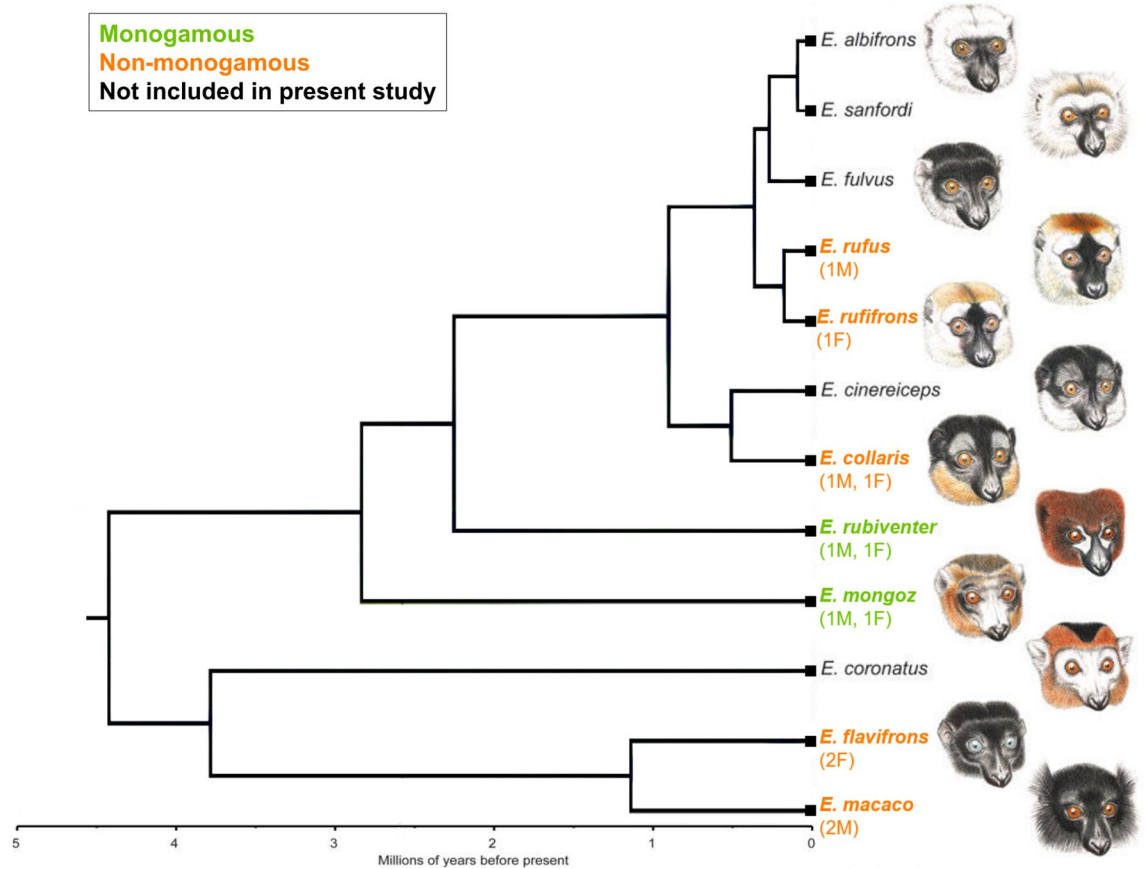 Monogamous
Non-monogamous
Not included in present study
E. albifrons
E. sanfordi
E. fulvus
E. rufus
(1M)
E. rufifrons
(1F)
E. cinereiceps
E. collaris
(1M, 1F)
E. rubiventer
(1M, 1F)
E. mongoz
(1M, 1F)
E. coronatus
E. flavifrons
(2F)
E. macaco
(2M)
5 4 3 2 1 0
Millions of years before present